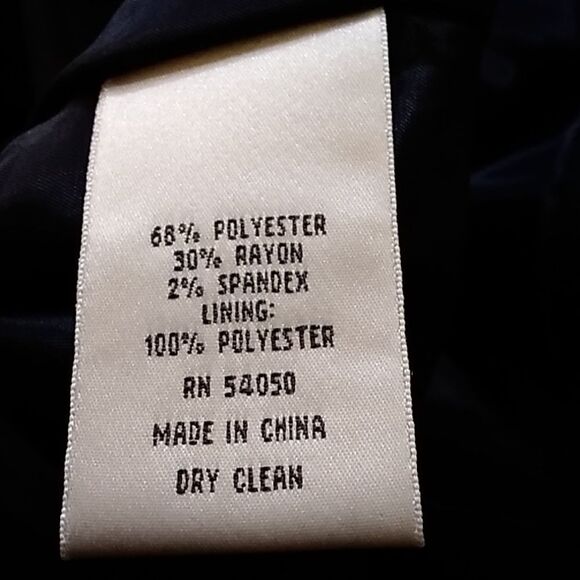 68% POLYESTER
30% RAYON
2% SPANDEX
LINING:
100% POLYESTER
RN 54050
MADE IN CHINA
DRY CLEAN